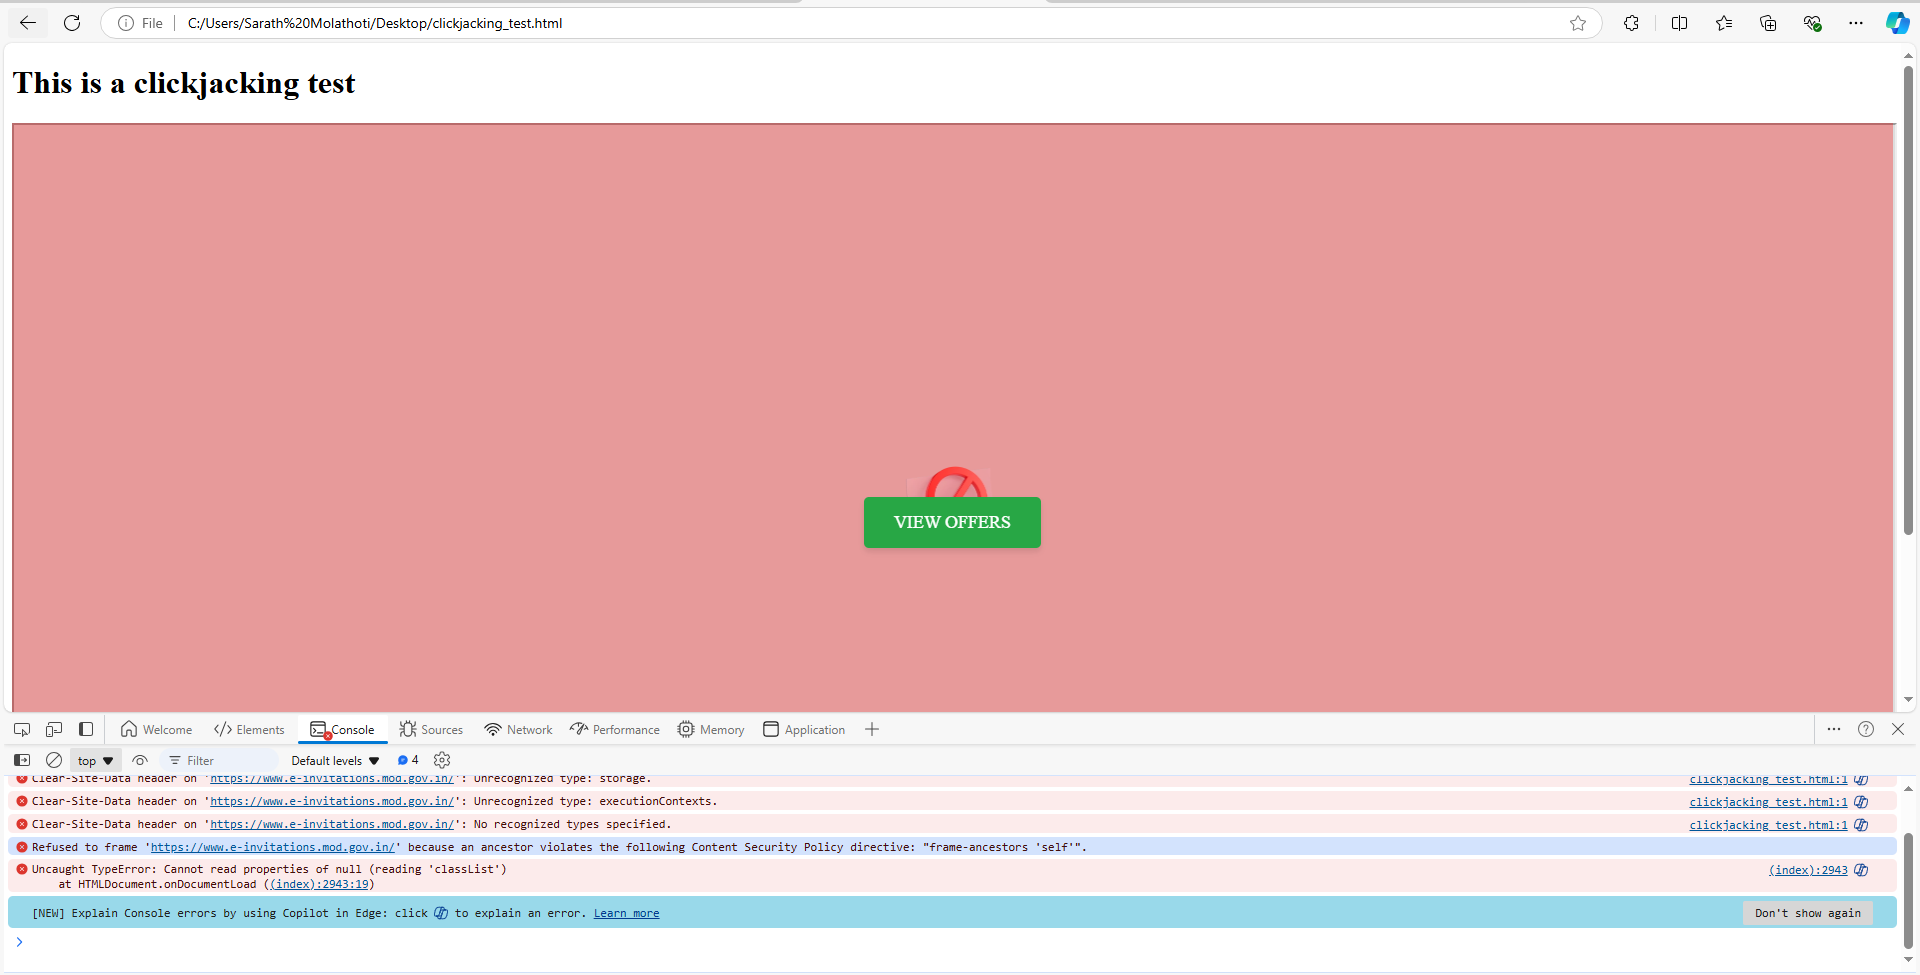 File C:/Users/Sarath%20Molathoti/Desktop/clickjacking_test.html
This is a clickjacking test
VIEW OFFERS
Welcome Elements Console Sources Network Performance Memory Application
top Filter Default levels 4
Clear-Site-Data header on 'https://www.e-invitations.mod.gov.in/': Unrecognized type: storage. clickjacking_test.html:1
Clear-Site-Data header on 'https://www.e-invitations.mod.gov.in/': Unrecognized type: executionContexts. clickjacking_test.html:1
Clear-Site-Data header on 'https://www.e-invitations.mod.gov.in/': No recognized types specified. clickjacking_test.html:1
Refused to frame 'https://www.e-invitations.mod.gov.in/' because an ancestor violates the following Content Security Policy directive: "frame-ancestors 'self'".
Uncaught TypeError: Cannot read properties of null (reading 'classList') (index):2943
at HTMLDocument.onDocumentLoad ((index):2943:19)
[NEW] Explain Console errors by using Copilot in Edge: click to explain an error. Learn more Don't show again